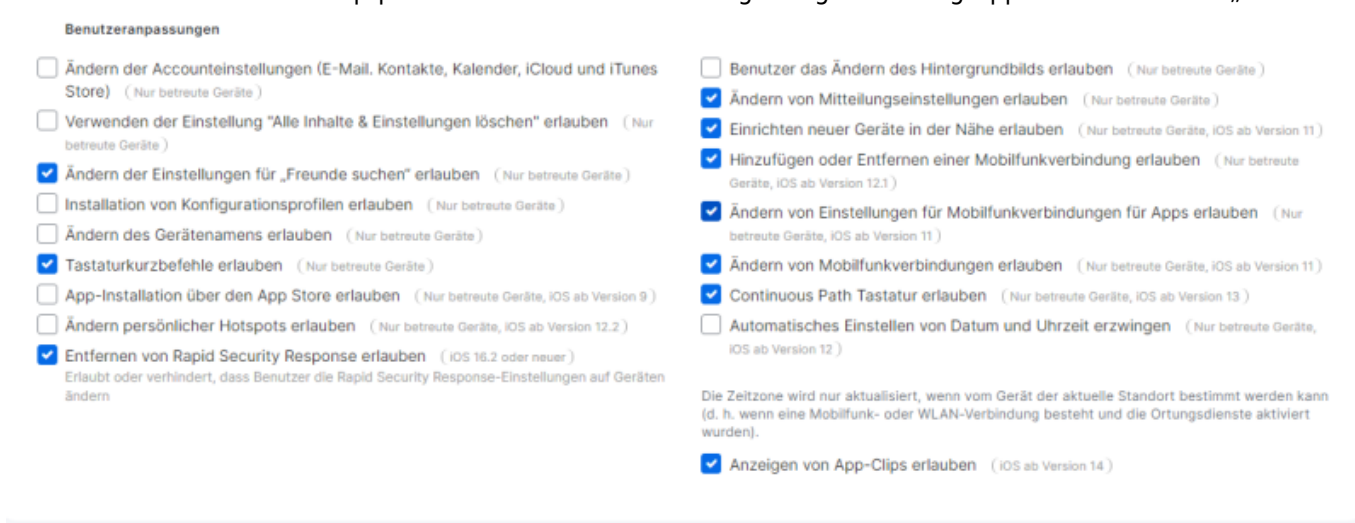 Benutzeranpassungen
Ändern der Accounteinstellungen (E-Mail. Kontakte, Kalender, iCloud und iTunes
Store) ( Nur betreute Geräte )
Verwenden der Einstellung "Alle Inhalte & Einstellungen löschen" erlauben ( Nur
betreute Geräte )
Ändern der Einstellungen für „Freunde suchen" erlauben ( Nur betreute Geräte )
Installation von Konfigurationsprofilen erlauben ( Nur betreute Geräte )
Ändern des Gerätenamens erlauben ( Nur betreute Geräte )
Tastaturkurzbefehle erlauben ( Nur betreute Geräte )
App-Installation über den App Store erlauben ( Nur betreute Geräte, iOS ab Version 9 )
Ändern persönlicher Hotspots erlauben ( Nur betreute Geräte, iOS ab Version 12.2 )
Entfernen von Rapid Security Response erlauben ( iOS 16.2 oder neuer )
Erlaubt oder verhindert, dass Benutzer die Rapid Security Response-Einstellungen auf Geräten
ändern
Benutzer das Ändern des Hintergrundbilds erlauben ( Nur betreute Geräte )
Ändern von Mitteilungseinstellungen erlauben ( Nur betreute Geräte )
Einrichten neuer Geräte in der Nähe erlauben ( Nur betreute Geräte, iOS ab Version 11 )
Hinzufügen oder Entfernen einer Mobilfunkverbindung erlauben ( Nur betreute
Geräte, iOS ab Version 12.1 )
Ändern von Einstellungen für Mobilfunkverbindungen für Apps erlauben ( Nur
betreute Geräte, iOS ab Version 11 )
Ändern von Mobilfunkverbindungen erlauben ( Nur betreute Geräte, iOS ab Version 11 )
Continuous Path Tastatur erlauben ( Nur betreute Geräte, iOS ab Version 13 )
Automatisches Einstellen von Datum und Uhrzeit erzwingen ( Nur betreute Geräte,
iOS ab Version 12 )
Die Zeitzone wird nur aktualisiert, wenn vom Gerät der aktuelle Standort bestimmt werden kann
(d. h. wenn eine Mobilfunk- oder WLAN-Verbindung besteht und die Ortungsdienste aktiviert
wurden).
Anzeigen von App-Clips erlauben ( iOS ab Version 14 )